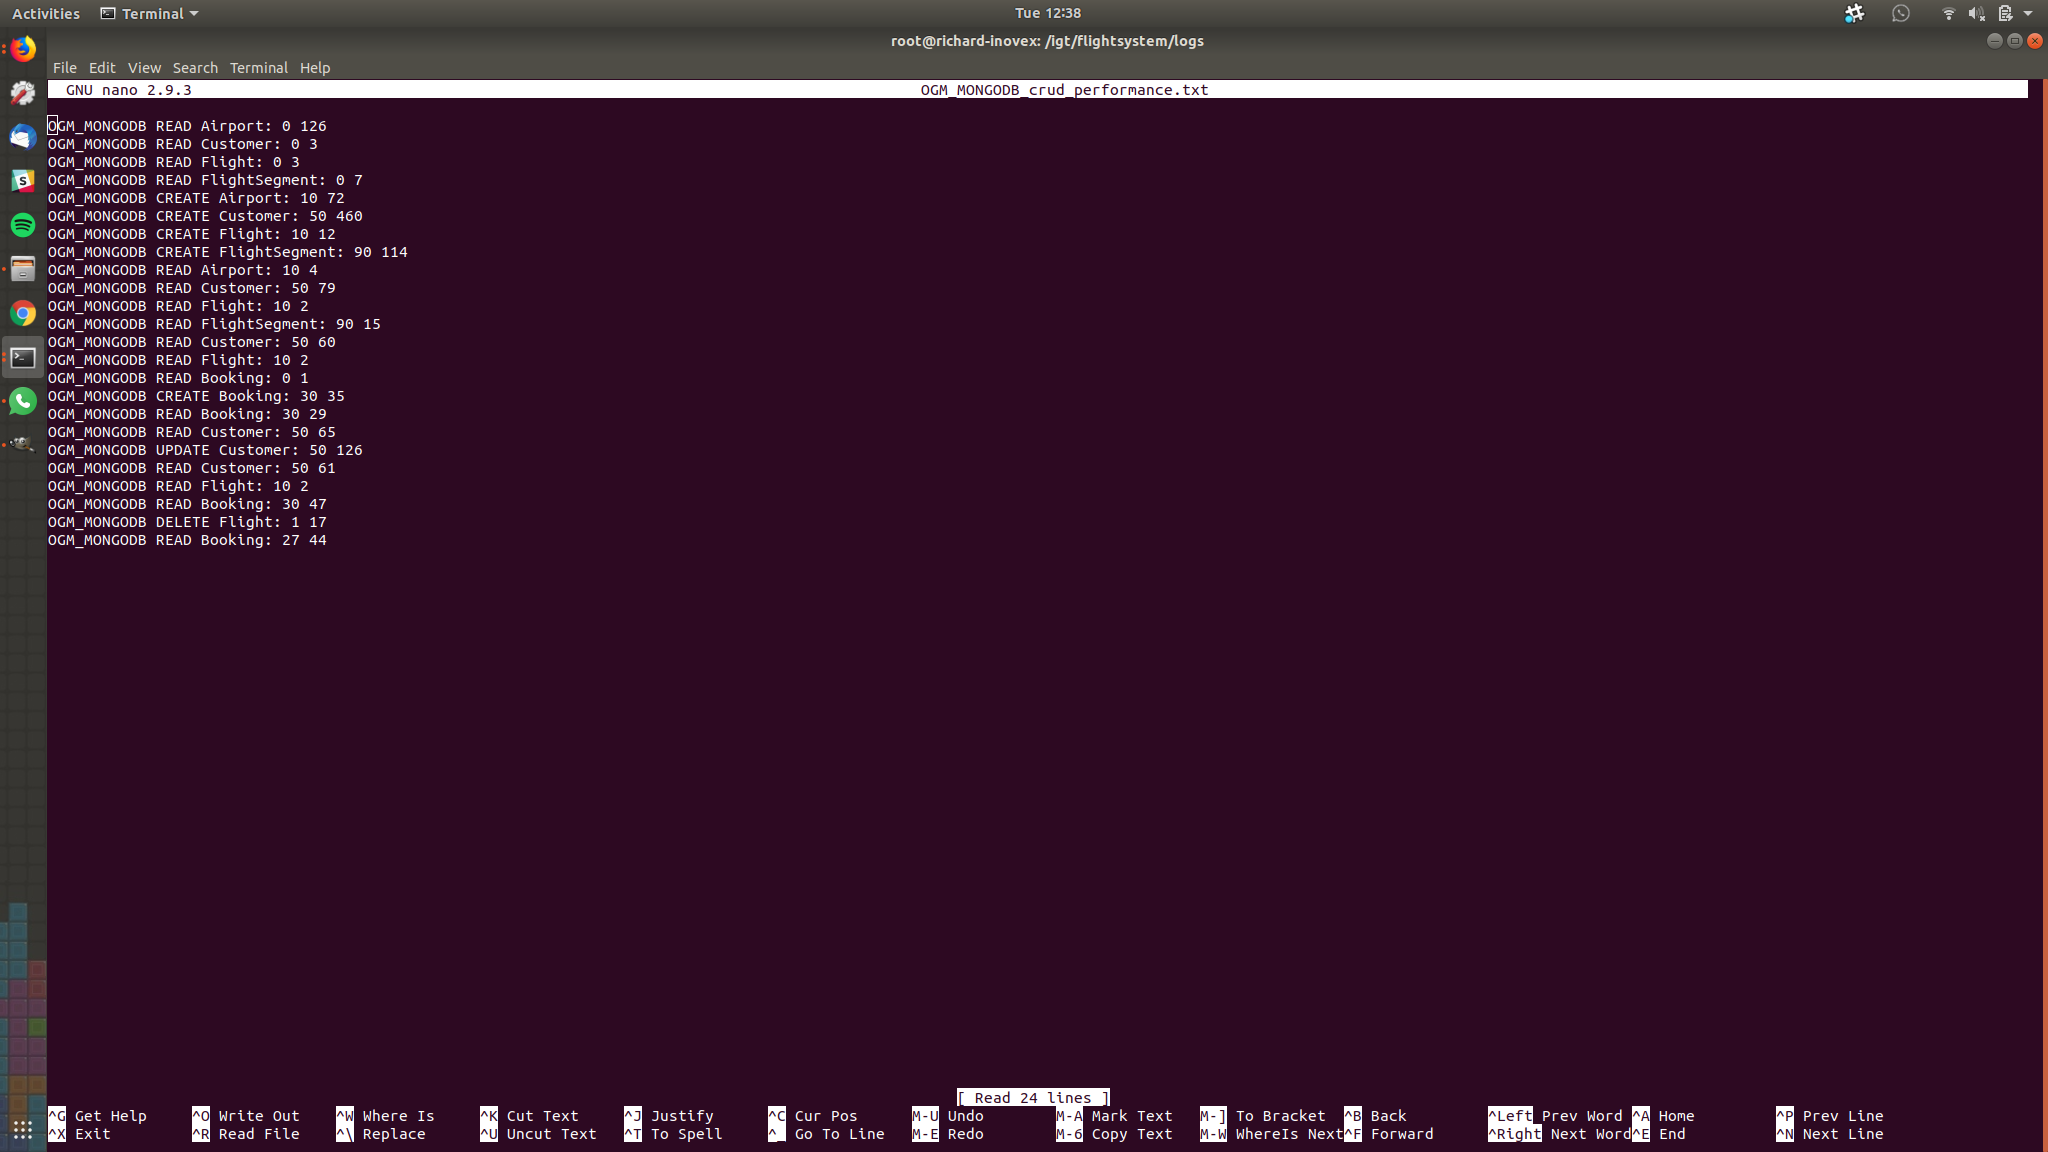 Activities Terminal Tue 12:38
root@richard-inovex: /igt/flightsystem/logs
File Edit View Search Terminal Help
GNU nano 2.9.3 OGM_MONGODB_crud_performance.txt
OGM_MONGODB READ Airport: 0 126
OGM_MONGODB READ Customer: 0 3
OGM_MONGODB READ Flight: 0 3
OGM_MONGODB READ FlightSegment: 0 7
OGM_MONGODB CREATE Airport: 10 72
OGM_MONGODB CREATE Customer: 50 460
OGM_MONGODB CREATE Flight: 10 12
OGM_MONGODB CREATE FlightSegment: 90 114
OGM_MONGODB READ Airport: 10 4
OGM_MONGODB READ Customer: 50 79
OGM_MONGODB READ Flight: 10 2
OGM_MONGODB READ FlightSegment: 90 15
OGM_MONGODB READ Customer: 50 60
OGM_MONGODB READ Flight: 10 2
OGM_MONGODB READ Booking: 0 1
OGM_MONGODB CREATE Booking: 30 35
OGM_MONGODB READ Booking: 30 29
OGM_MONGODB READ Customer: 50 65
OGM_MONGODB UPDATE Customer: 50 126
OGM_MONGODB READ Customer: 50 61
OGM_MONGODB READ Flight: 10 2
OGM_MONGODB READ Booking: 30 47
OGM_MONGODB DELETE Flight: 1 17
OGM_MONGODB READ Booking: 27 44
[ Read 24 lines ]
^G Get Help ^O Write Out ^W Where Is ^K Cut Text ^J Justify ^C Cur Pos M-U Undo M-A Mark Text M-] To Bracket ^B Back ^Left Prev Word ^A Home ^P Prev Line
^X Exit ^R Read File ^\ Replace ^U Uncut Text ^T To Spell ^_ Go To Line M-E Redo M-6 Copy Text M-W WhereIs Next ^F Forward ^Right Next Word ^E End ^N Next Line